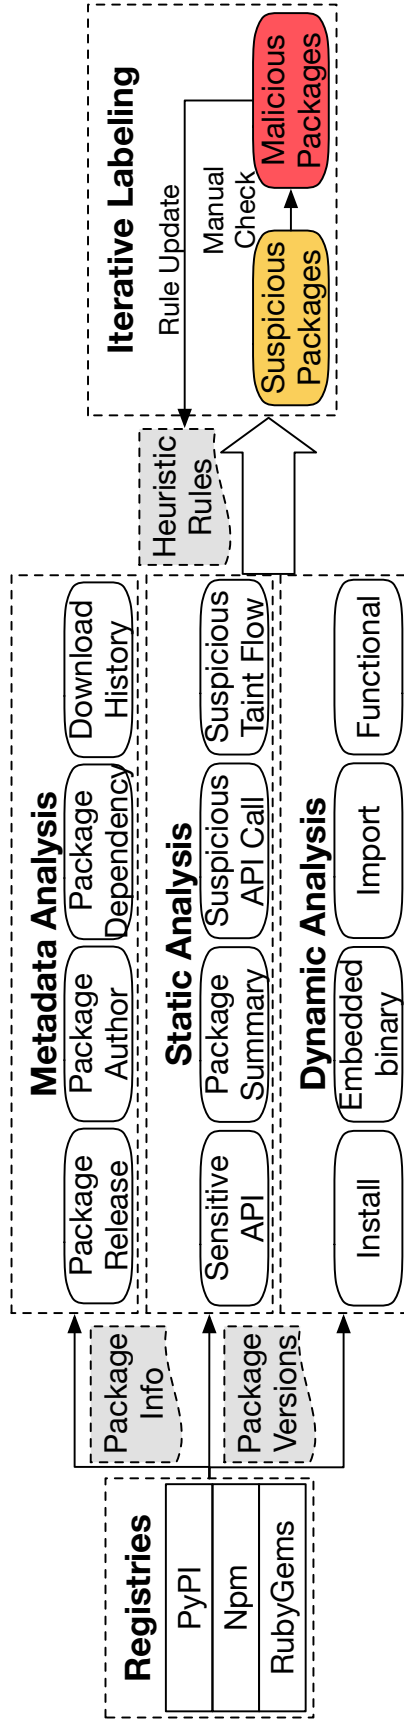 Registries
PyPI
Npm
RubyGems
Package
Info
Package
Versions
Metadata Analysis
Package
Release
Package
Author
Package
Dependency
Download
History
Static Analysis
Sensitive
API
Package
Summary
Suspicious
API Call
Suspicious
Taint Flow
Dynamic Analysis
Install
Embedded
binary
Import
Functional
Heuristic
Rules
Iterative Labeling
Rule Update
Manual
Check
Suspicious
Packages
Malicious
Packages